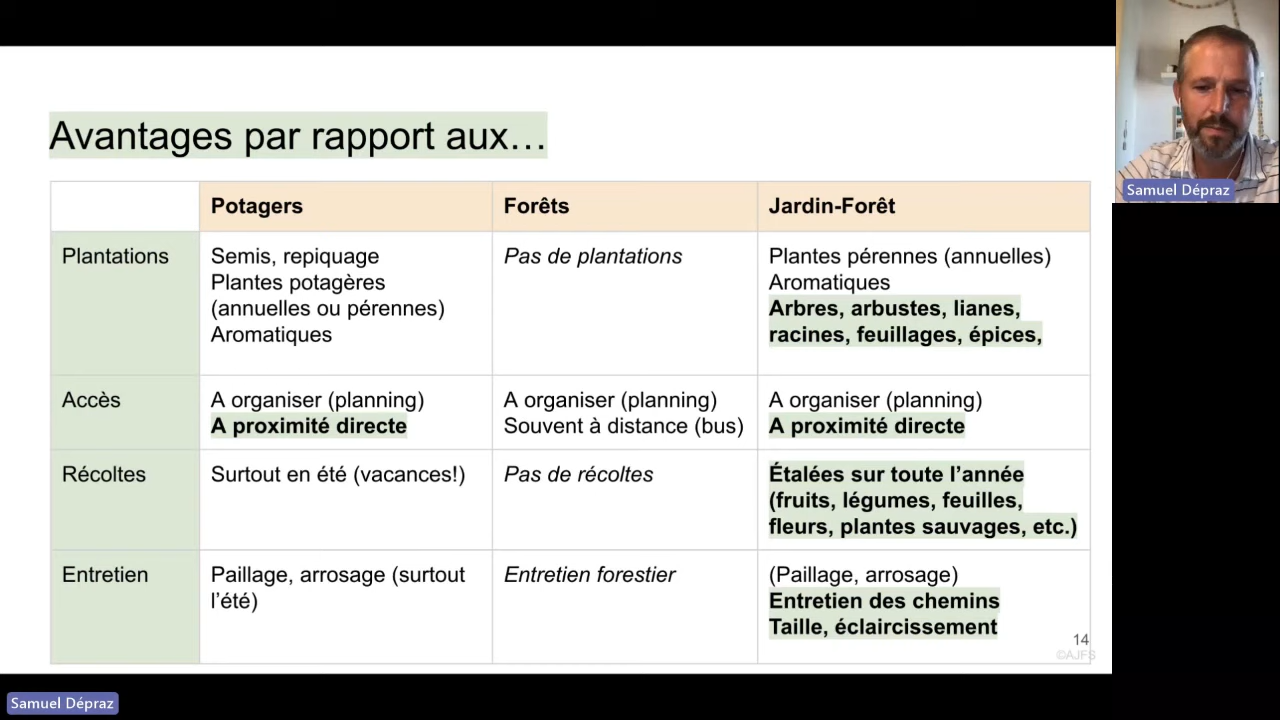 Avantages par rapport aux…
Potagers
Forêts
Jardin-Forêt
Plantations
Semis, repiquage
Plantes potagères
(annuelles ou pérennes)
Aromatiques
Pas de plantations
Plantes pérennes (annuelles)
Aromatiques
Arbres, arbustes, lianes,
racines, feuillages, épices,
Accès
A organiser (planning)
A proximité directe
A organiser (planning)
Souvent à distance (bus)
A organiser (planning)
A proximité directe
Récoltes
Surtout en été (vacances!)
Pas de récoltes
Étalées sur toute l’année
(fruits, légumes, feuilles,
fleurs, plantes sauvages, etc.)
Entretien
Paillage, arrosage (surtout
l’été)
Entretien forestier
(Paillage, arrosage)
Entretien des chemins
Taille, éclaircissement
14
©AJFS
Samuel Dépraz
Samuel Dépraz